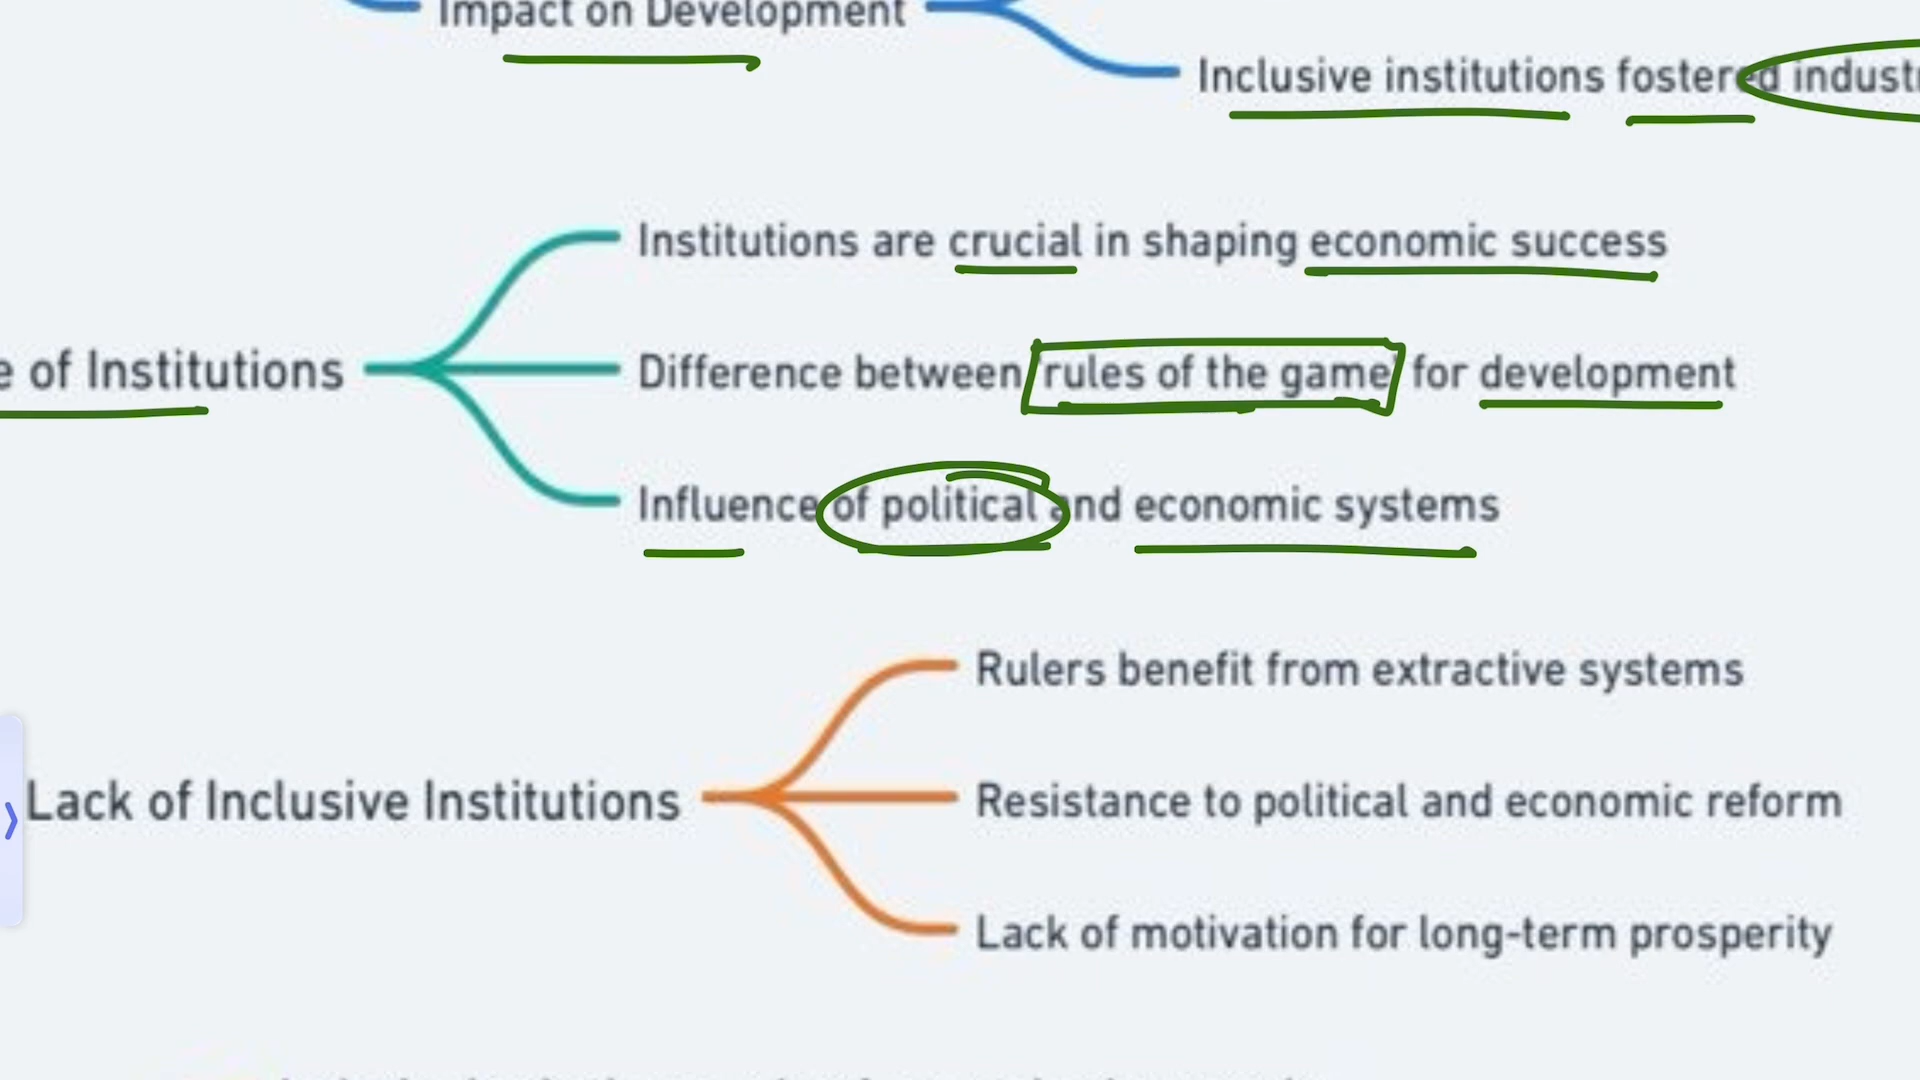 Impact on Development
Inclusive institutions fostered
Institutions are crucial in shaping economic success
of Institutions
Difference between 'rules of the game' for development
Influence of political and economic systems
Rulers benefit from extractive systems
Lack of Inclusive Institutions
Resistance to political and economic reform
Lack of motivation for long-term prosperity